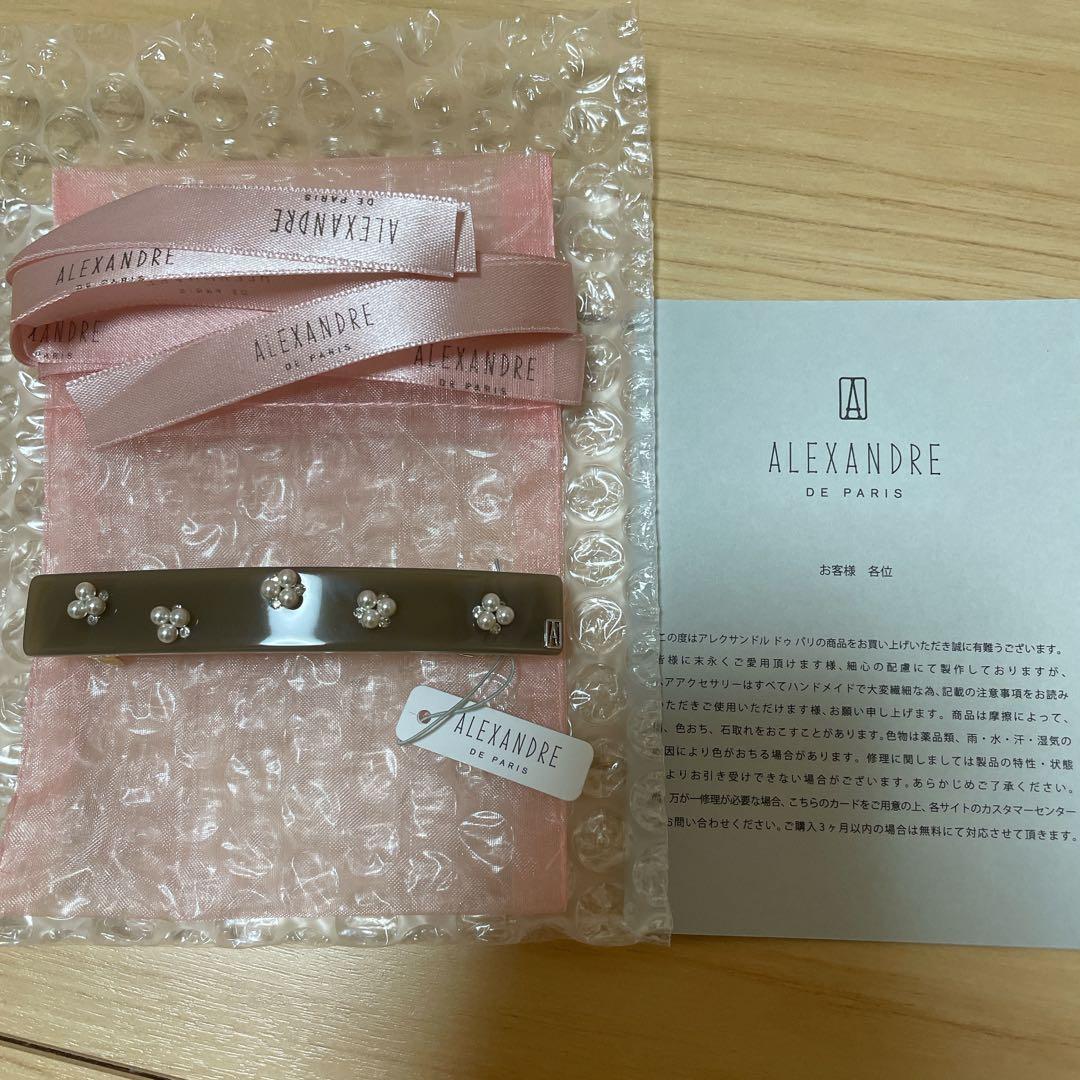 ALEXANDRE
DE PARIS
ALEXANDRE
DE PARIS
ALEXANDRE
DE PARIS
ALEXANDRE
DE PARIS
PARIS
A
ALEXANDRE
DE PARIS
A
ALEXANDRE
DE PARIS
お客様 各位
この度はアレクサンドル ドゥ パリの商品をお買い上げいただき誠に有難うございます。
様に末永くご愛用頂けます様、細心の配慮にて製作しておりますが、
アアクセサリーはすべてハンドメイドで大変繊細な為、記載の注意事項をお読み
ただきご使用いただけます様、お願い申し上げます。商品は摩擦によって、
、色おち、石取れをおこすことがあります。色物は薬品類、雨・水・汗・湿気の
因により色がおちる場合があります。修理に関しましては製品の特性・状態
よりお引き受けできない場合がございます。あらかじめご了承ください。
万が一修理が必要な場合、こちらのカードをご用意の上、各サイトのカスタマーセンター
お問い合わせください。ご購入3ヶ月以内の場合は無料にて対応させて頂きます。